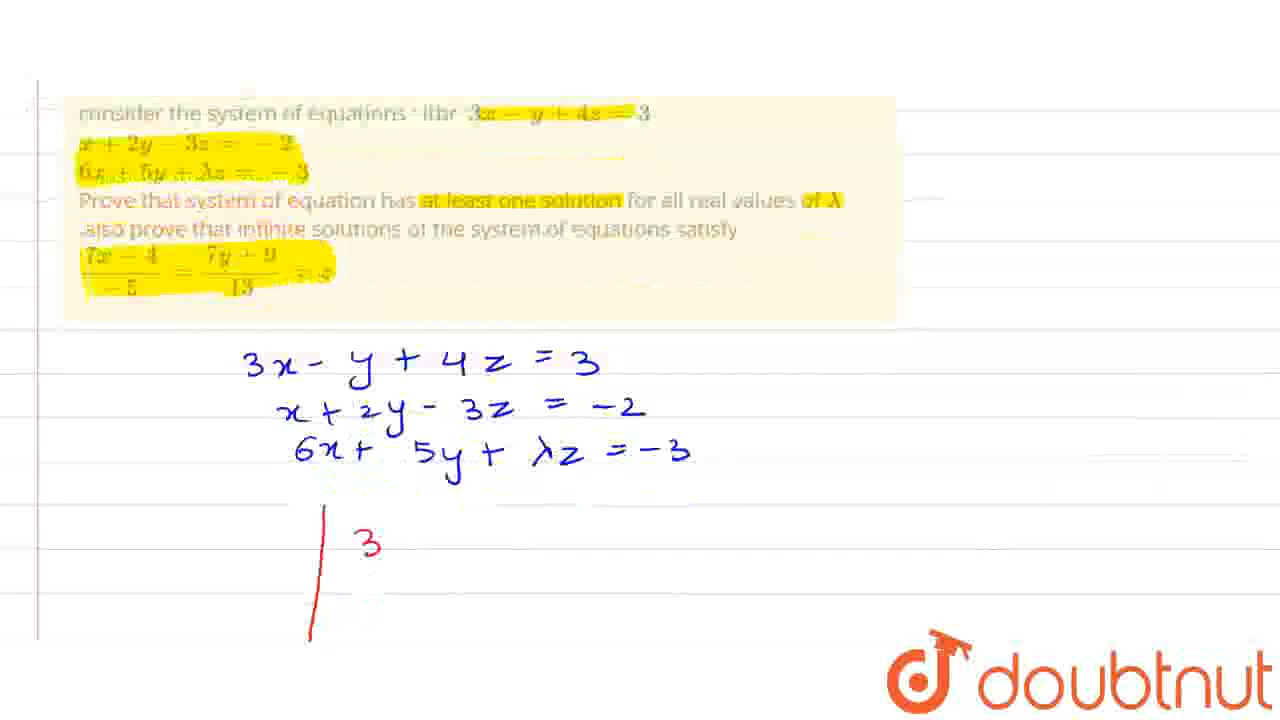 consider the system of equations : ltbr 3x − y + 4z = 3
x + 2y − 3z = − 2
6x + 5y + λz = − 3
Prove that system of equation has at least one solution for all real values of λ
.also prove that infinite solutions of the system of equations satisfy
(7x − 4)/(−5) = (7y + 9)/13 = z
3x - y + 4z = 3
x + 2y - 3z = -2
6x + 5y + λz = -3
| 3
doubtnut